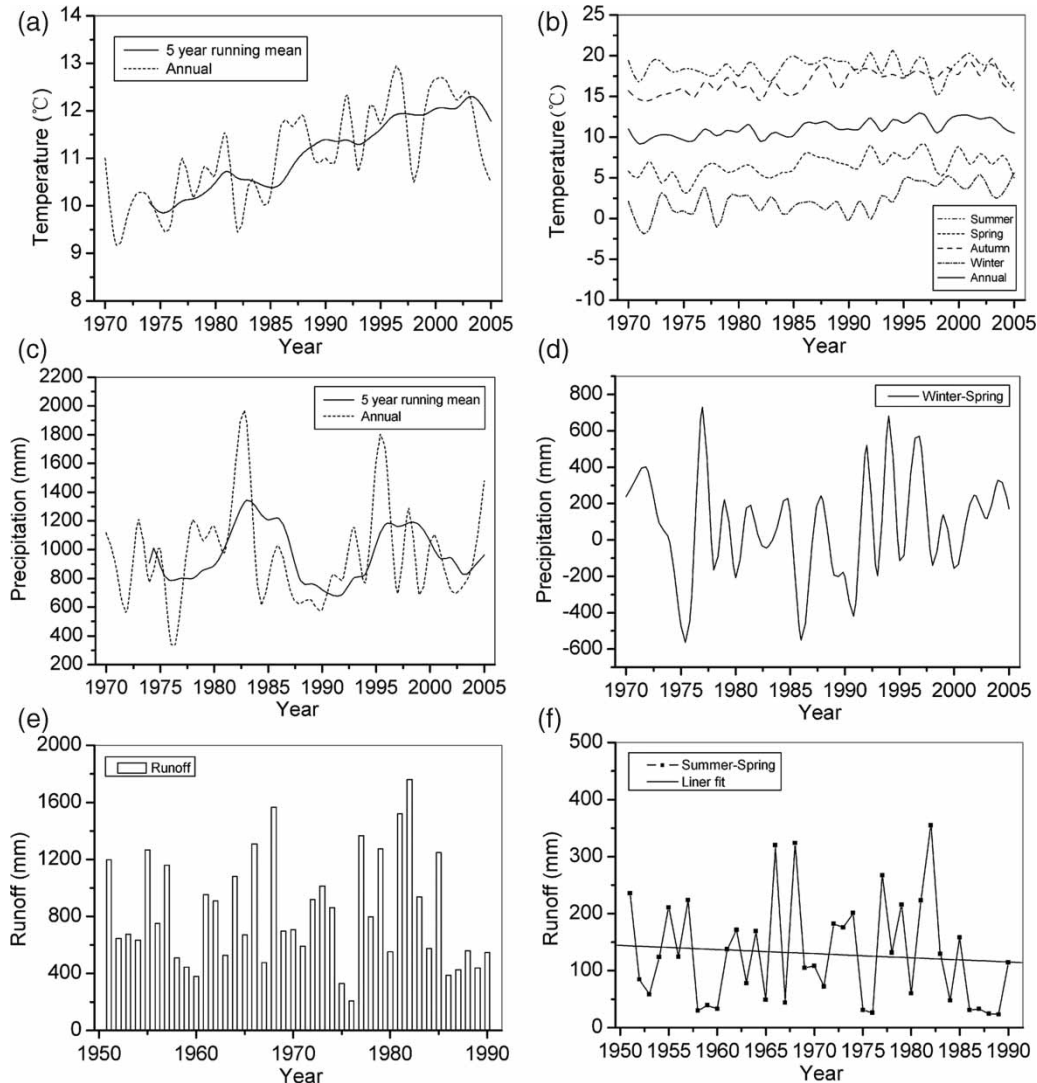 (a)
14
13
12
11
10
9
8
Temperature (℃)
5 year running mean
Annual
1970 1975 1980 1985 1990 1995 2000 2005
Year
(b)
25
20
15
10
5
0
-5
-10
Temperature (℃)
Summer
Spring
Autumn
Winter
Annual
1970 1975 1980 1985 1990 1995 2000 2005
Year
(c)
2200
2000
1800
1600
1400
1200
1000
800
600
400
200
Precipitation (mm)
5 year running mean
Annual
1970 1975 1980 1985 1990 1995 2000 2005
Year
(d)
800
600
400
200
0
-200
-400
-600
Precipitation (mm)
Winter-Spring
1970 1975 1980 1985 1990 1995 2000 2005
Year
(e)
2000
1600
1200
800
400
0
Runoff (mm)
Runoff
1950 1960 1970 1980 1990
Year
(f)
500
400
300
200
100
0
Runoff (mm)
Summer-Spring
Liner fit
1950 1955 1960 1965 1970 1975 1980 1985 1990
Year